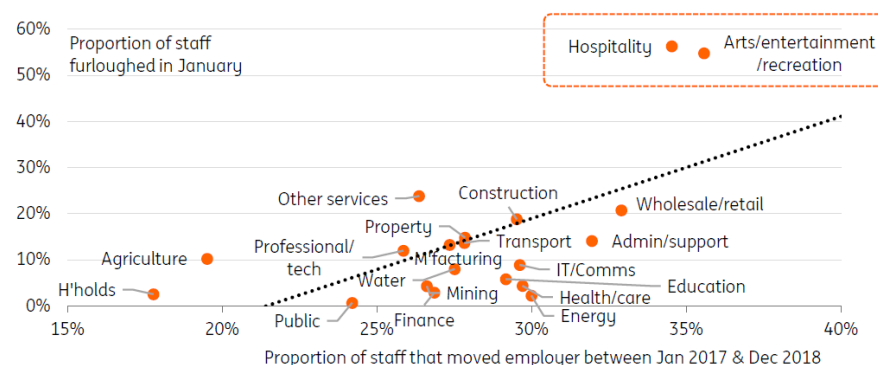 60%
Proportion of staff
furloughed in January
50%
40%
30%
20%
10%
0%
Hospitality
Arts/entertainment
/recreation
Other services
Construction
Wholesale/retail
Property
Professional/
tech
Transport
Admin/support
Agriculture
M'facturing
Water
IT/Comms
H'holds
Mining
Education
Health/care
Public
Finance
Energy
15%
20%
25%
30%
35%
40%
Proportion of staff that moved employer between Jan 2017 & Dec 2018